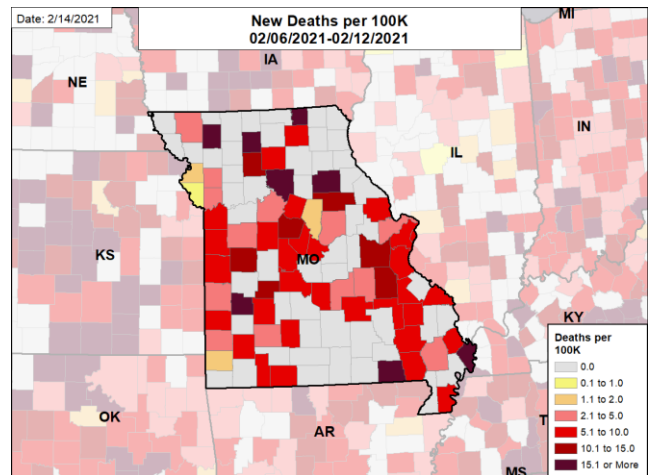 Date: 2/14/2021
New Deaths per 100K
02/06/2021-02/12/2021
MI
IA
NE
IL
IN
KS
MO
KY
OK
AR
T
MS
Deaths per
100K
0.0
0.1 to 1.0
1.1 to 2.0
2.1 to 5.0
5.1 to 10.0
10.1 to 15.0
15.1 or More